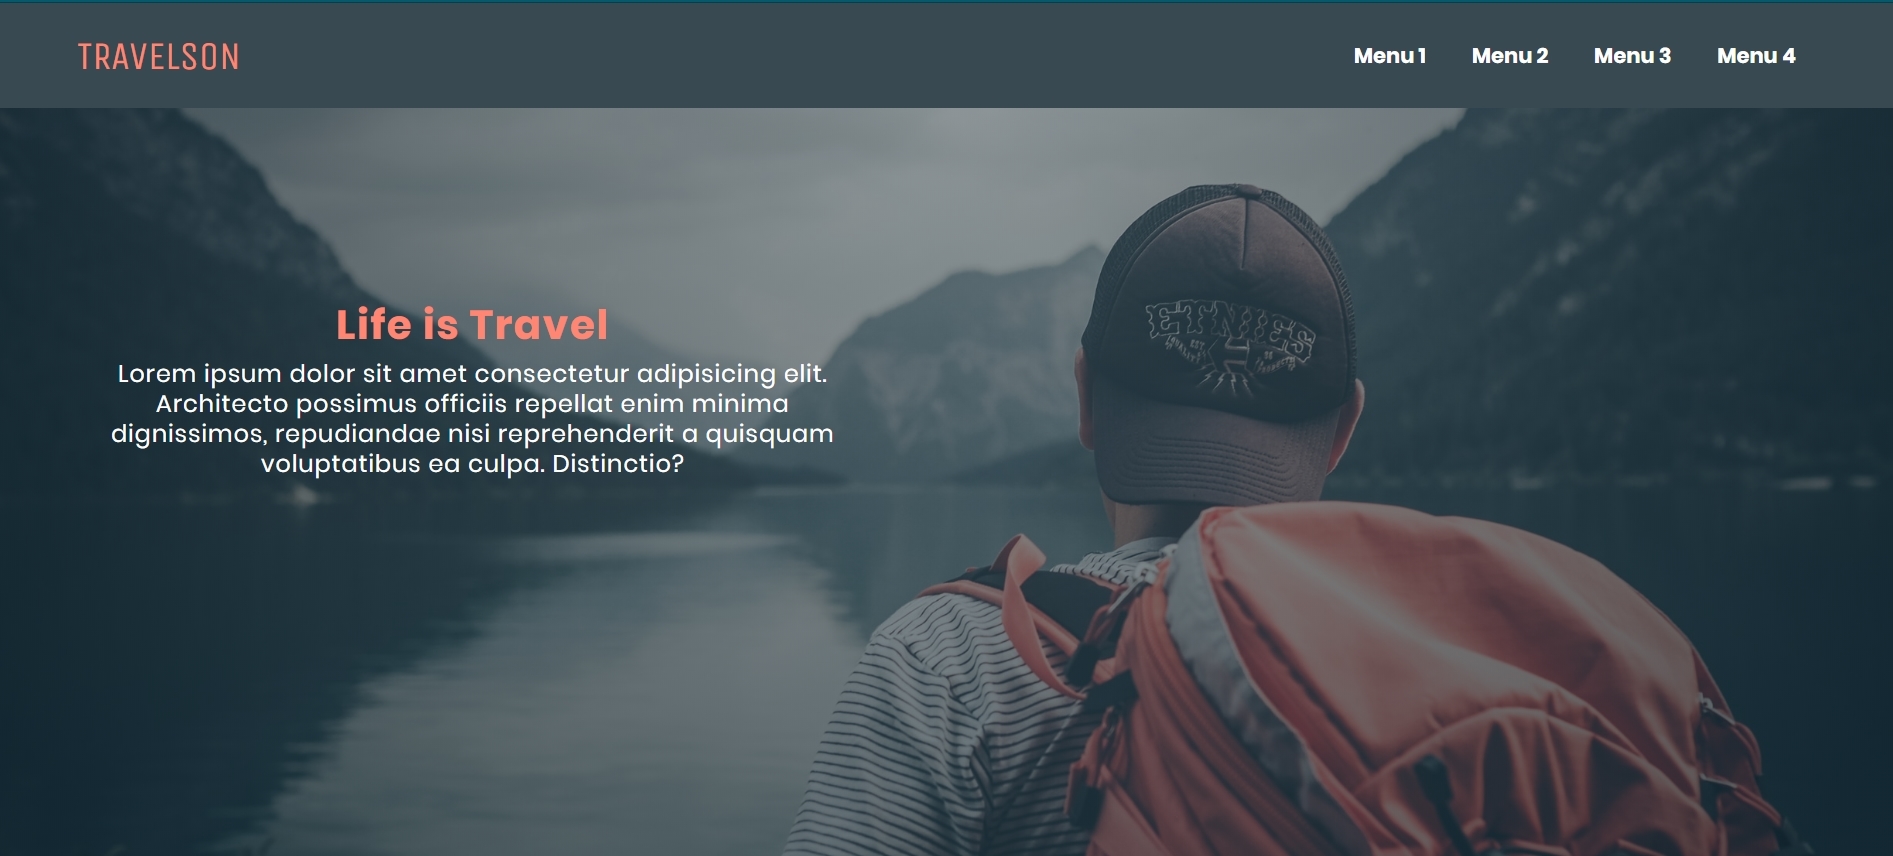 TRAVELSON
Menu 1 Menu 2 Menu 3 Menu 4
Life is Travel
Lorem ipsum dolor sit amet consectetur adipisicing elit.
Architecto possimus officiis repellat enim minima
dignissimos, repudiandae nisi reprehenderit a quisquam
voluptatibus ea culpa. Distinctio?
ETNIES